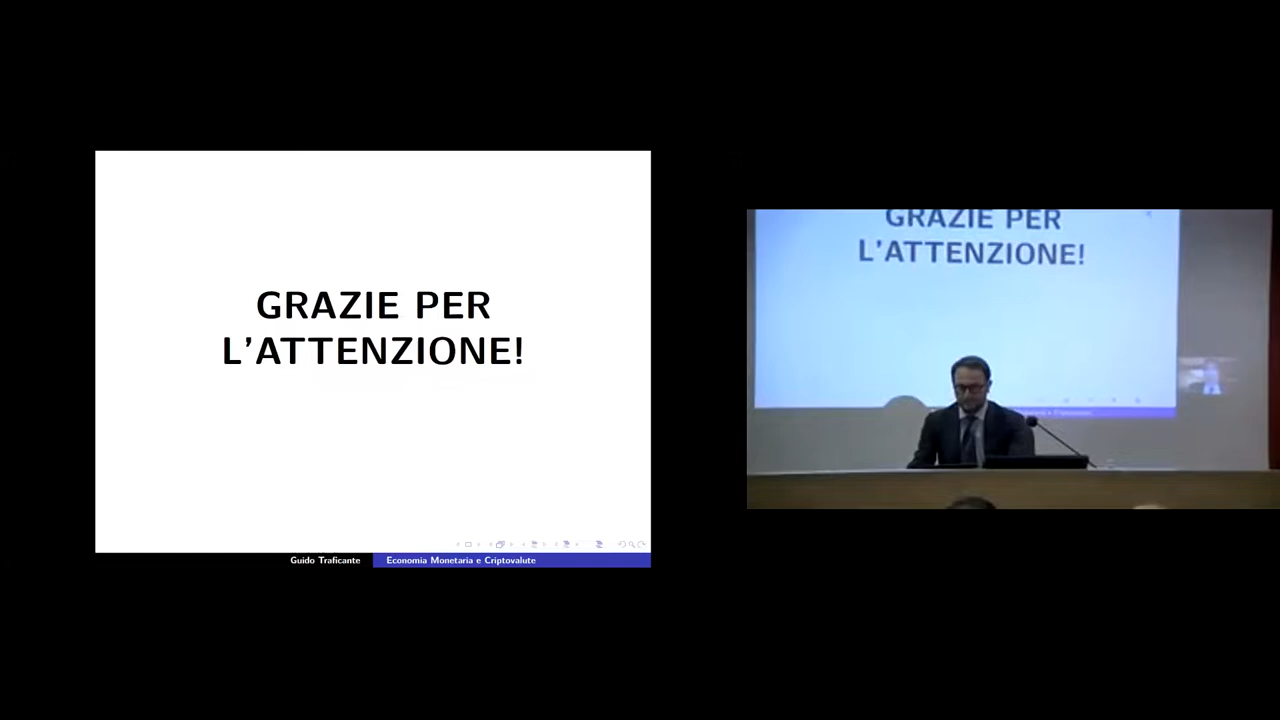 GRAZIE PER
L'ATTENZIONE!
Guido Traficante
Economia Monetaria e Criptovalute
GRAZIE PER
L'ATTENZIONE!